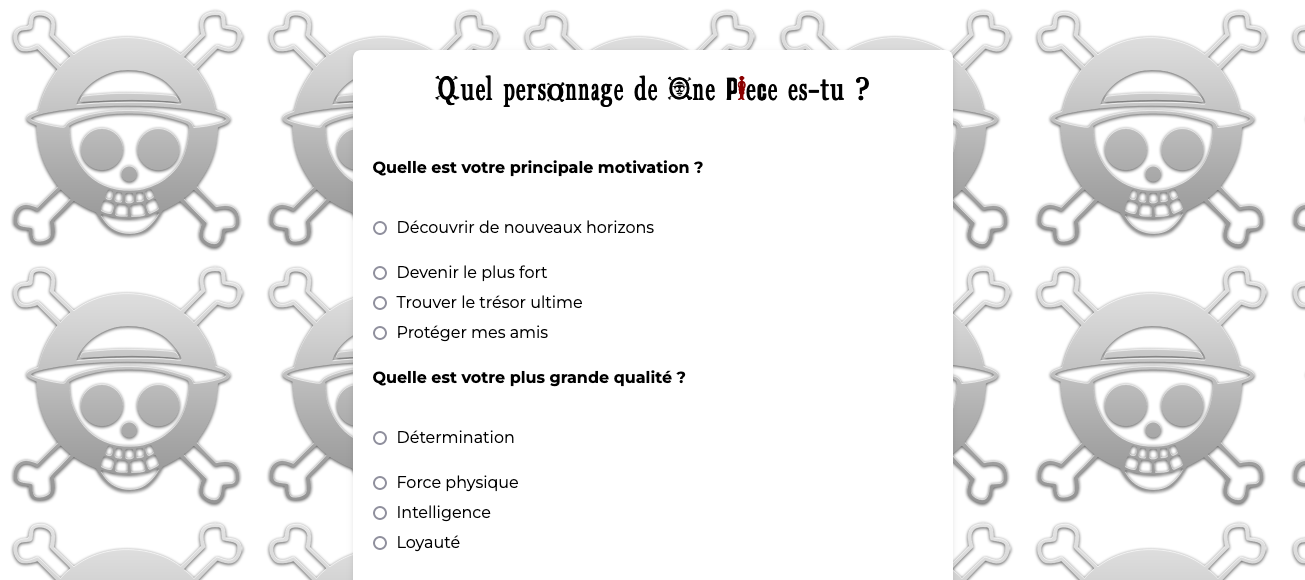 Quel personnage de One Piece es-tu ?
Quelle est votre principale motivation ?
Découvrir de nouveaux horizons
Devenir le plus fort
Trouver le trésor ultime
Protéger mes amis
Quelle est votre plus grande qualité ?
Détermination
Force physique
Intelligence
Loyauté